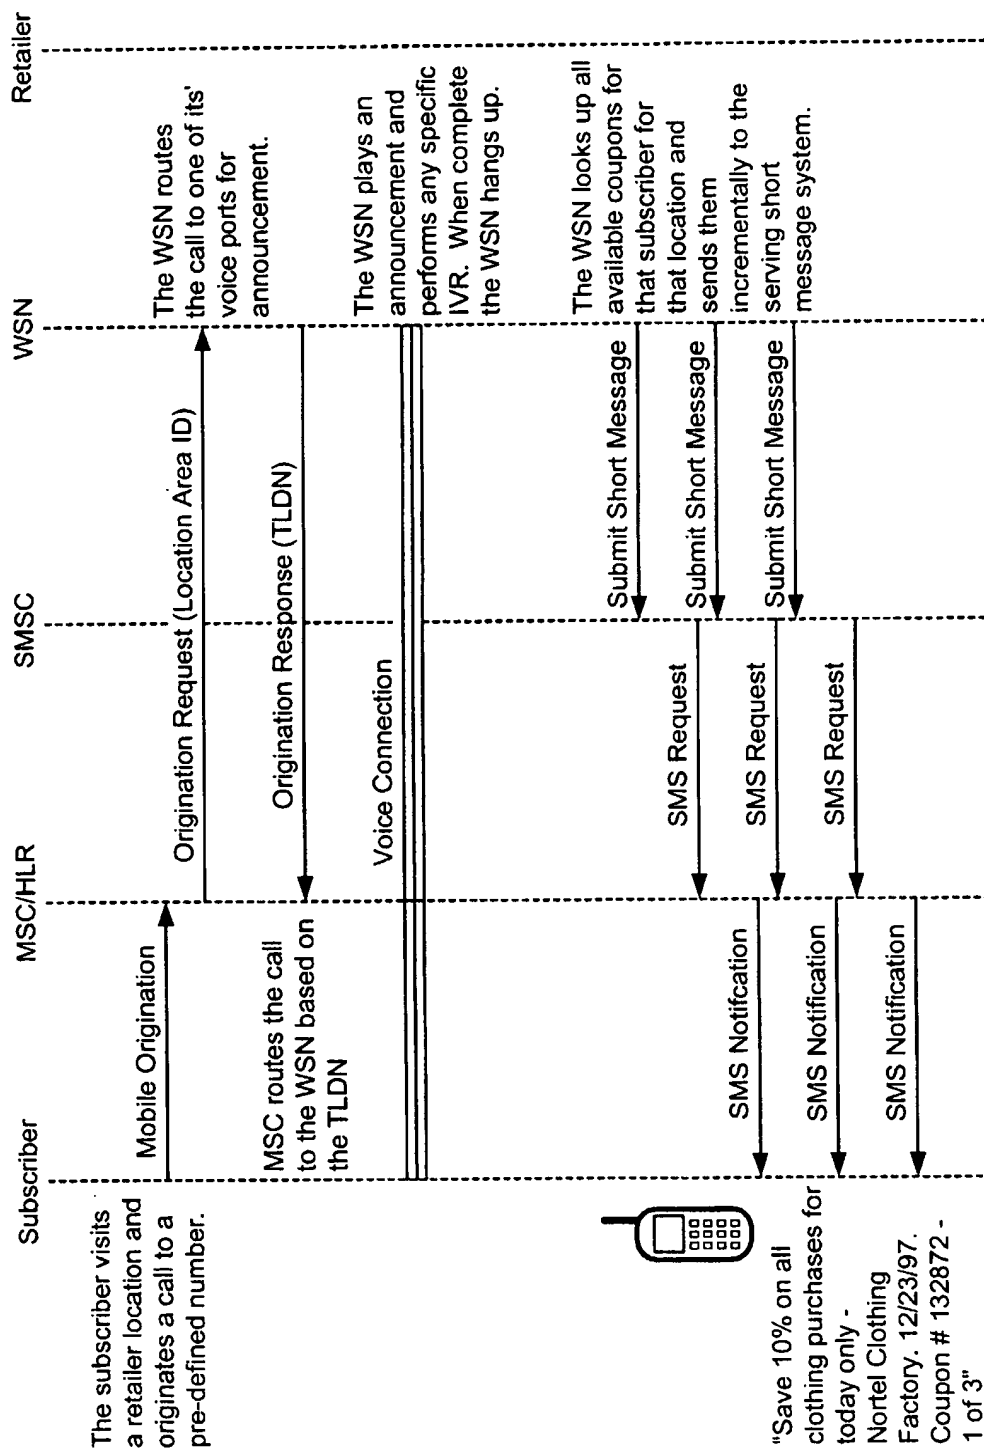 Subscriber
MSC/HLR
SMSC
WSN
Retailer
The subscriber visits
a retailer location and
originates a call to a
pre-defined number.
Mobile Origination
Origination Request (Location Area ID)
The WSN routes
the call to one of its'
voice ports for
announcement.
MSC routes the call
to the WSN based on
the TLDN
Origination Response (TLDN)
Voice Connection
The WSN plays an
announcement and
performs any specific
IVR. When complete
the WSN hangs up.
The WSN looks up all
available coupons for
that subscriber for
that location and
sends them
incrementally to the
serving short
message system.
Submit Short Message
SMS Request
SMS Notifcation
Submit Short Message
SMS Request
SMS Notification
Submit Short Message
SMS Request
SMS Notification
"Save 10% on all
clothing purchases for
today only -
Nortel Clothing
Factory. 12/23/97.
Coupon # 132872 -
1 of 3"